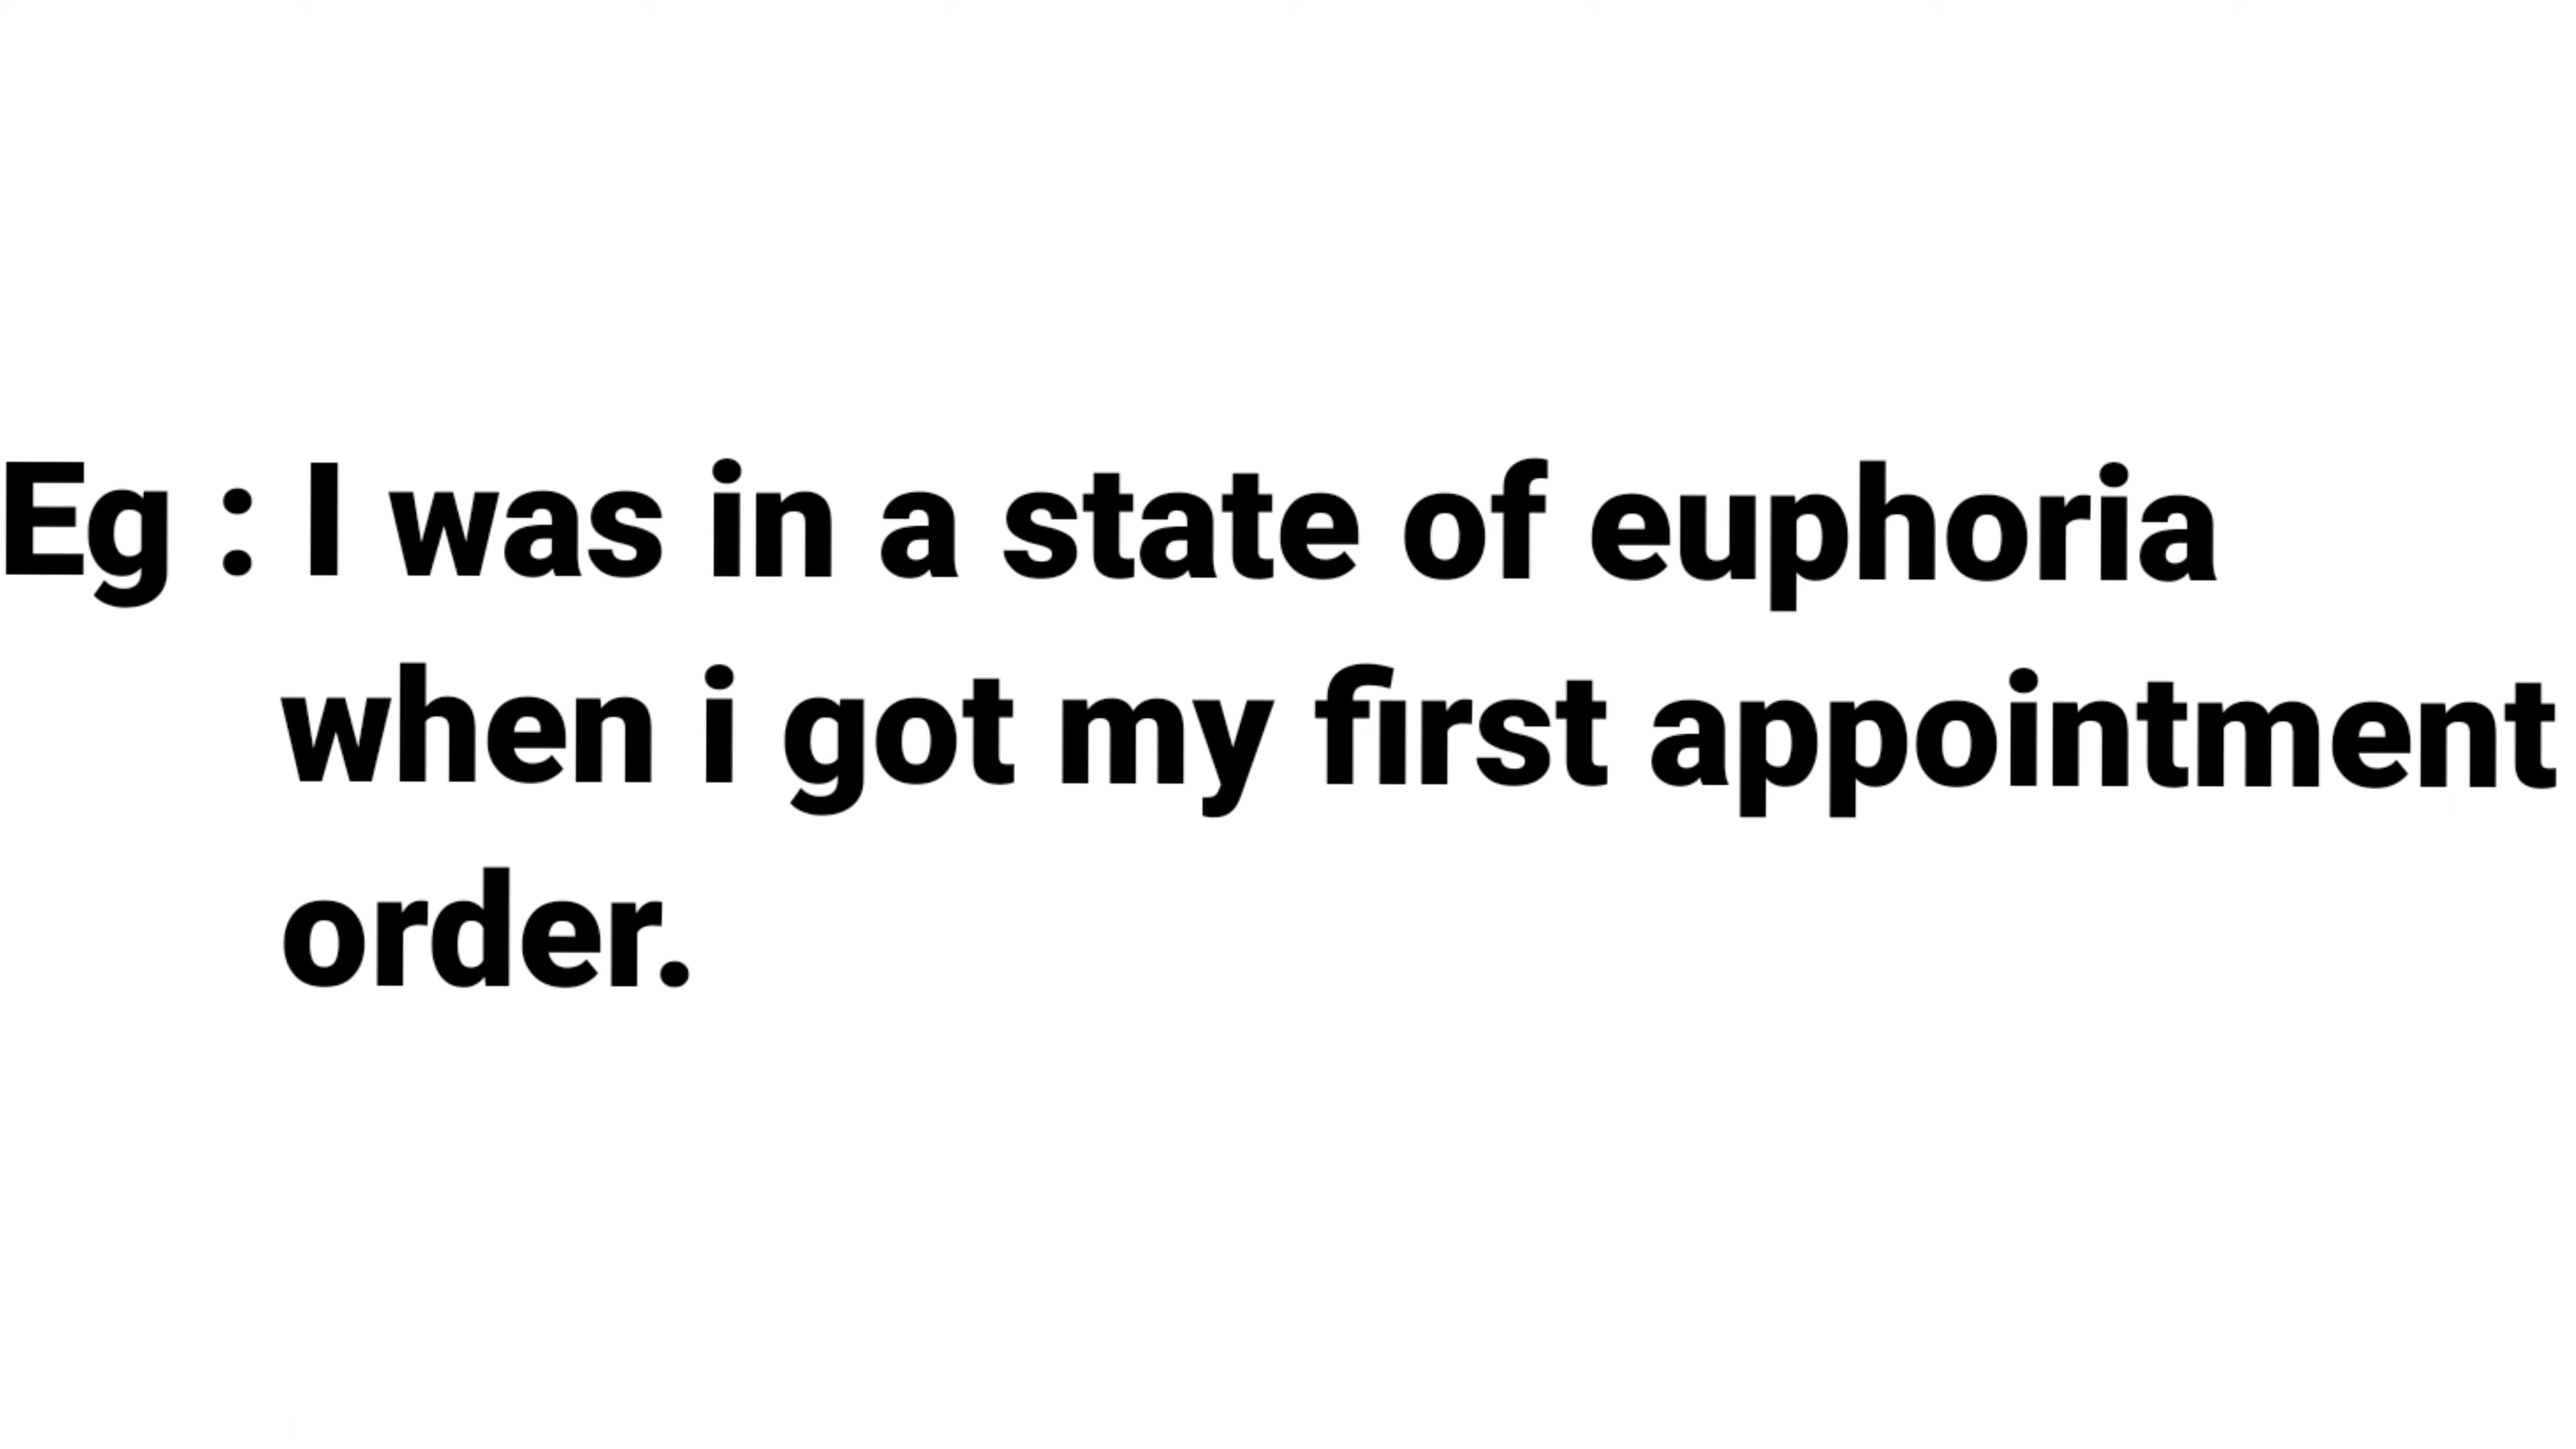 Eg : I was in a state of euphoria
when i got my first appointment
order.